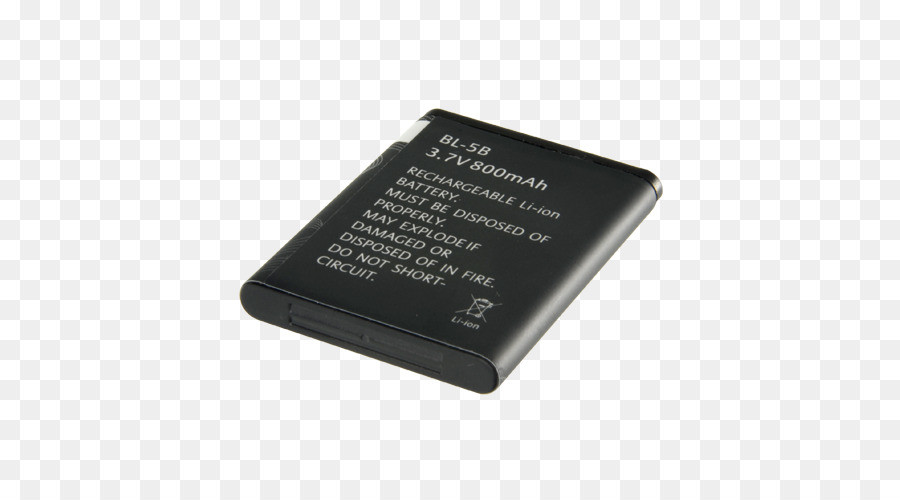 BL-5B
3.7V 800mAh
RECHARGEABLE Li-ion
BATTERY.
MUST BE DISPOSED OF
PROPERLY.
MAY EXPLODE IF
DAMAGED OR
DISPOSED OF IN FIRE.
DO NOT SHORT-
CIRCUIT.
Li-ion